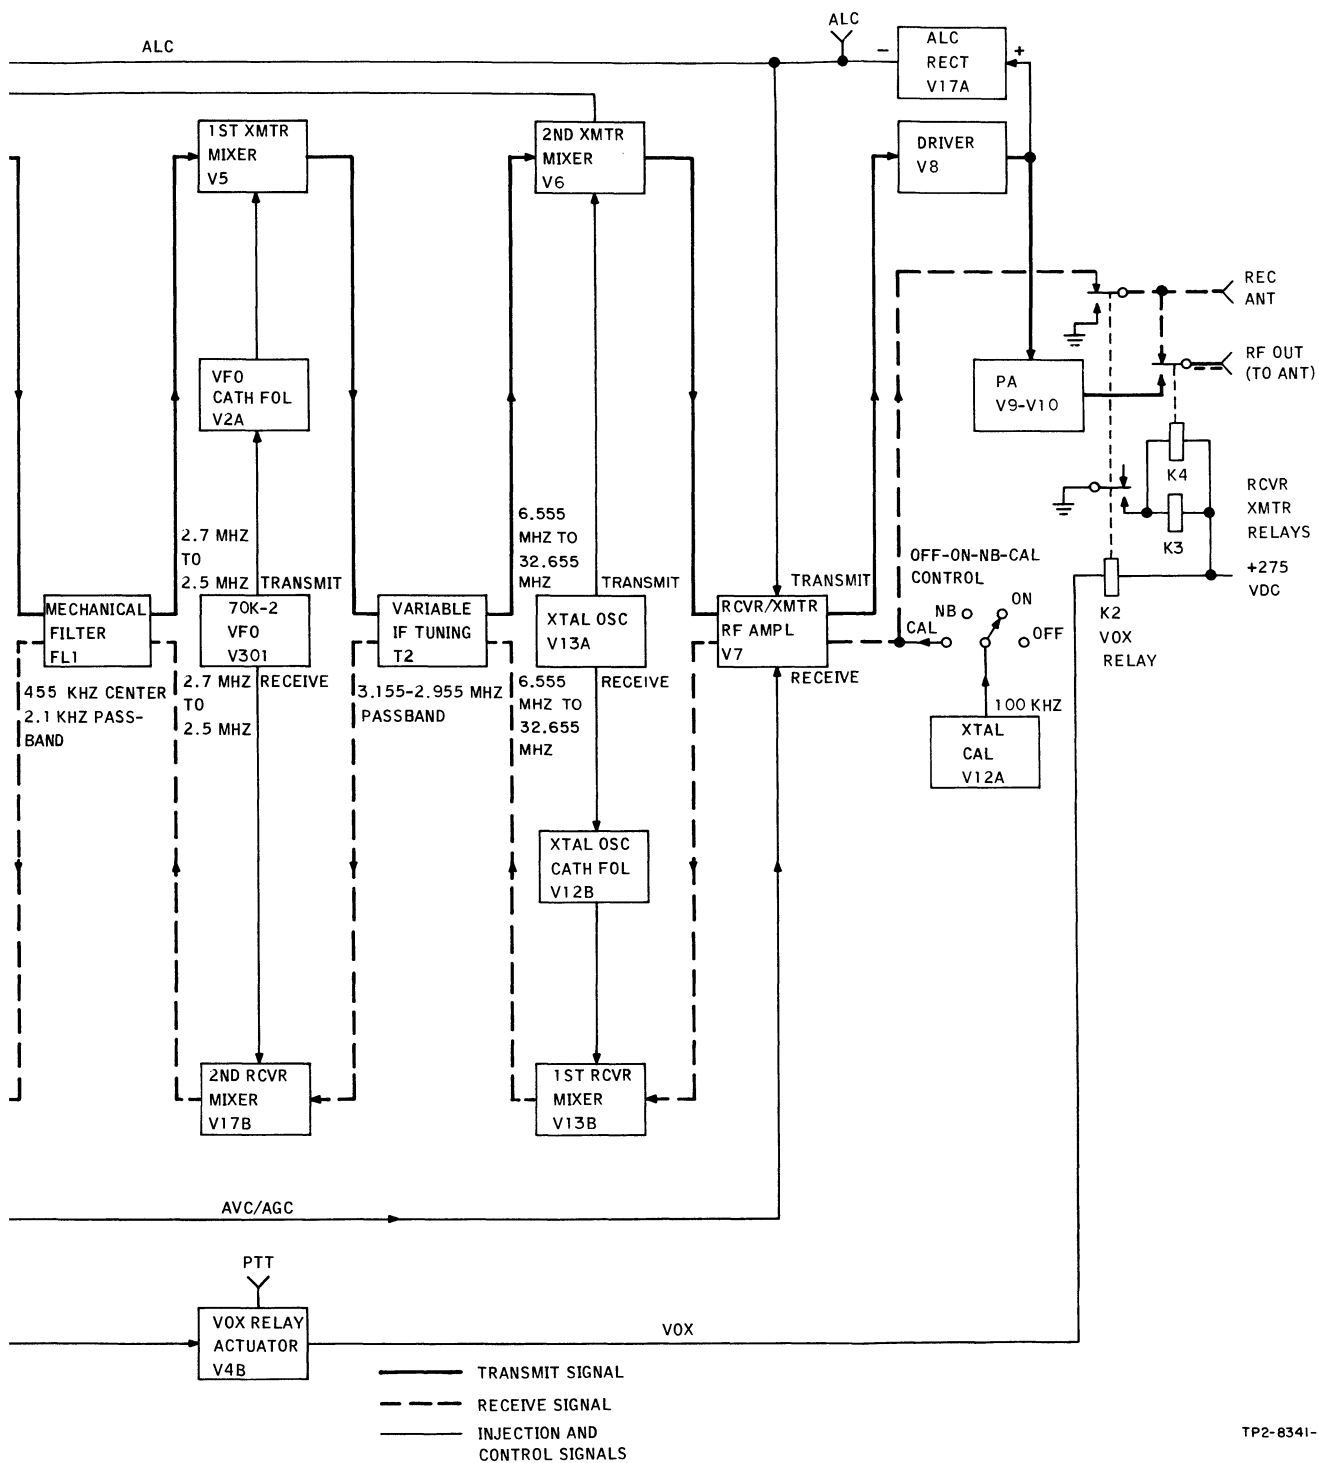 ALC
ALC
-
ALC
RECT
V17A
+
1ST XMTR
MIXER
V5
2ND XMTR
MIXER
V6
DRIVER
V8
REC
ANT
RF OUT
(TO ANT)
VFO
CATH FOL
V2A
PA
V9-V10
K4
K3
RCVR
XMTR
RELAYS
+275
VDC
2.7 MHZ
TO
2.5 MHZ
TRANSMIT
6.555
MHZ TO
32.655
MHZ
TRANSMIT
TRANSMIT
OFF-ON-NB-CAL
CONTROL
NB
ON
CAL
OFF
K2
VOX
RELAY
MECHANICAL
FILTER
FL1
70K-2
VFO
V301
VARIABLE
IF TUNING
T2
XTAL OSC
V13A
RCVR/XMTR
RF AMPL
V7
455 KHZ CENTER
2.1 KHZ PASS-
BAND
2.7 MHZ
TO
2.5 MHZ
RECEIVE
3.155-2.955 MHZ
PASSBAND
6.555
MHZ TO
32.655
MHZ
RECEIVE
RECEIVE
100 KHZ
XTAL
CAL
V12A
XTAL OSC
CATH FOL
V12B
2ND RCVR
MIXER
V17B
1ST RCVR
MIXER
V13B
AVC/AGC
PTT
VOX RELAY
ACTUATOR
V4B
VOX
TRANSMIT SIGNAL
RECEIVE SIGNAL
INJECTION AND
CONTROL SIGNALS
TP2-8341-